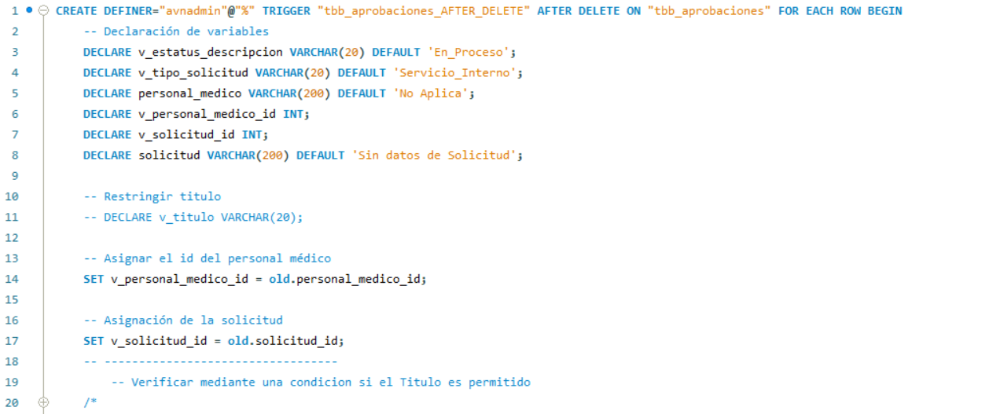 1 CREATE DEFINER="avnadmin"@"%" TRIGGER "tbb_aprobaciones_AFTER_DELETE" AFTER DELETE ON "tbb_aprobaciones" FOR EACH ROW BEGIN
2 -- Declaración de variables
3 DECLARE v_estatus_descripcion VARCHAR(20) DEFAULT 'En_Proceso';
4 DECLARE v_tipo_solicitud VARCHAR(20) DEFAULT 'Servicio_Interno';
5 DECLARE personal_medico VARCHAR(200) DEFAULT 'No Aplica';
6 DECLARE v_personal_medico_id INT;
7 DECLARE v_solicitud_id INT;
8 DECLARE solicitud VARCHAR(200) DEFAULT 'Sin datos de Solicitud';
9
10 -- Restringir titulo
11 -- DECLARE v_titulo VARCHAR(20);
12
13 -- Asignar el id del personal médico
14 SET v_personal_medico_id = old.personal_medico_id;
15
16 -- Asignación de la solicitud
17 SET v_solicitud_id = old.solicitud_id;
18 -- ----------------------------------
19 -- Verificar mediante una condicion si el Titulo es permitido
20 /*